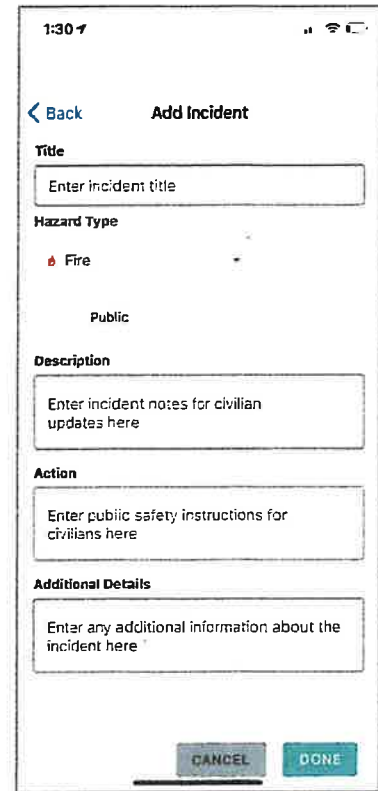 1:30
Back
Add Incident
Title
Enter incident title
Hazard Type
Fire
Public
Description
Enter incident notes for civilian
updates here
Action
Enter public safety instructions for
civilians here
Additional Details
Enter any additional information about the
incident here
CANCEL
DONE